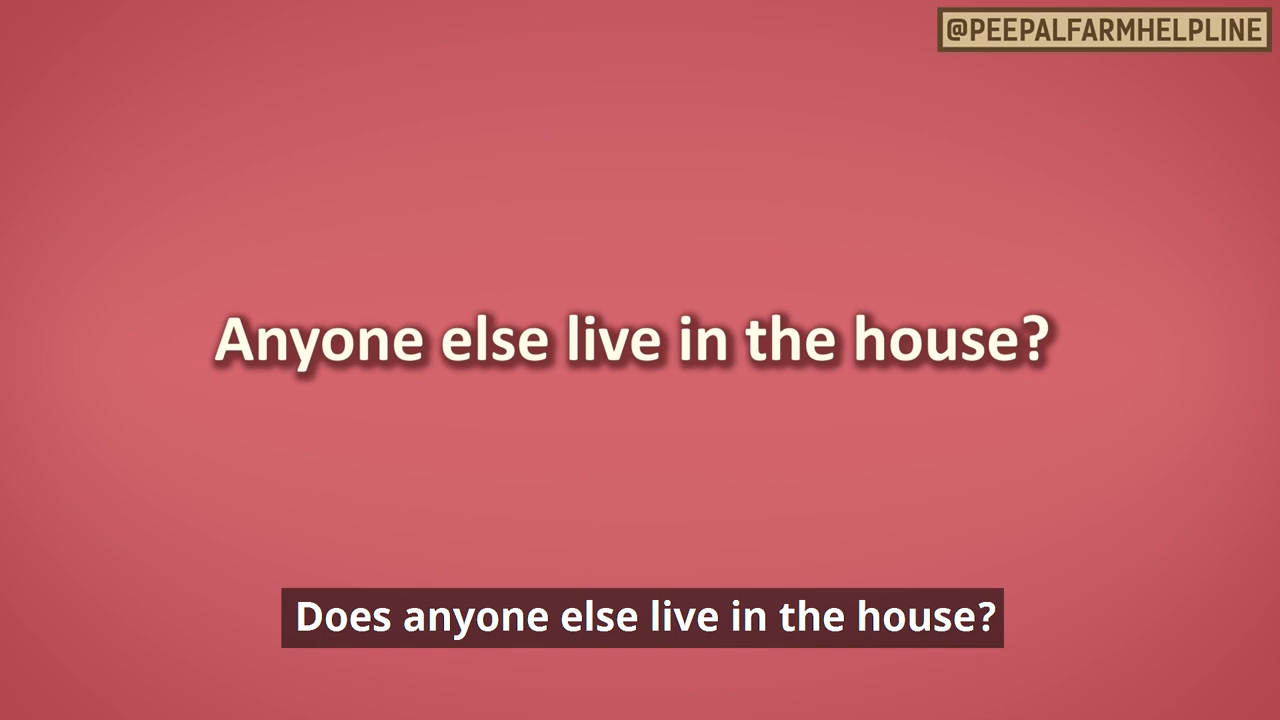 @PEEPALFARMHELPLINE
Anyone else live in the house?
Does anyone else live in the house?